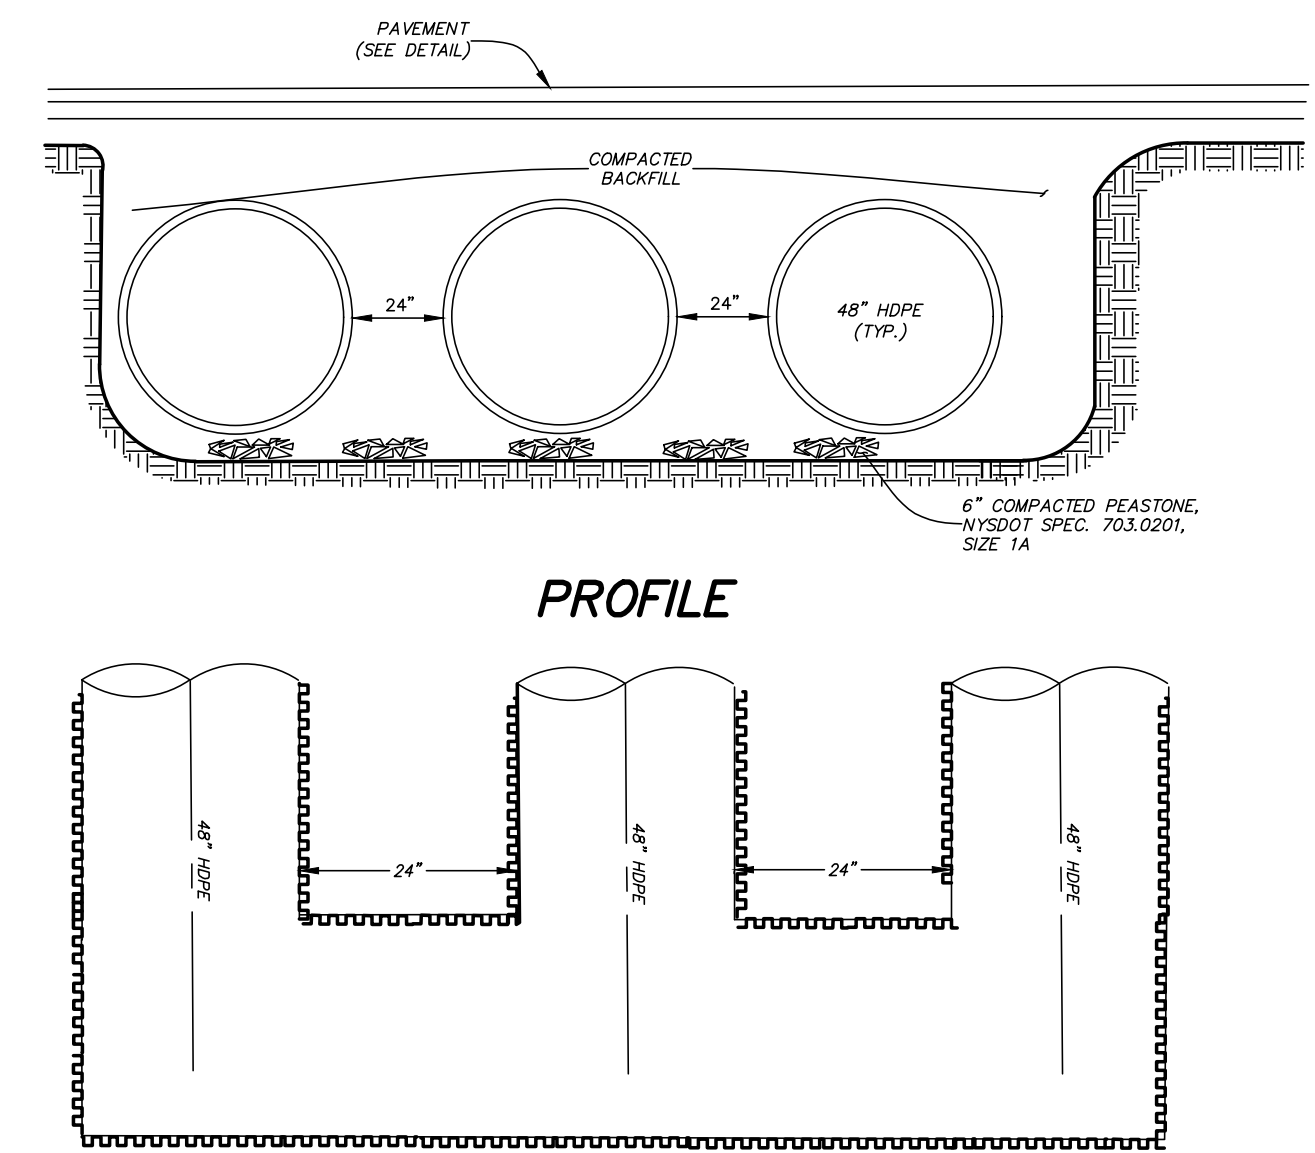 PAVEMENT
(SEE DETAIL)
COMPACTED
BACKFILL
24”
24”
48” HDPE
(TYP.)
6” COMPACTED PEASTONE,
NYSDOT SPEC. 703.0201,
SIZE 1A
PROFILE
48” HDPE
24”
48” HDPE
24”
48” HDPE